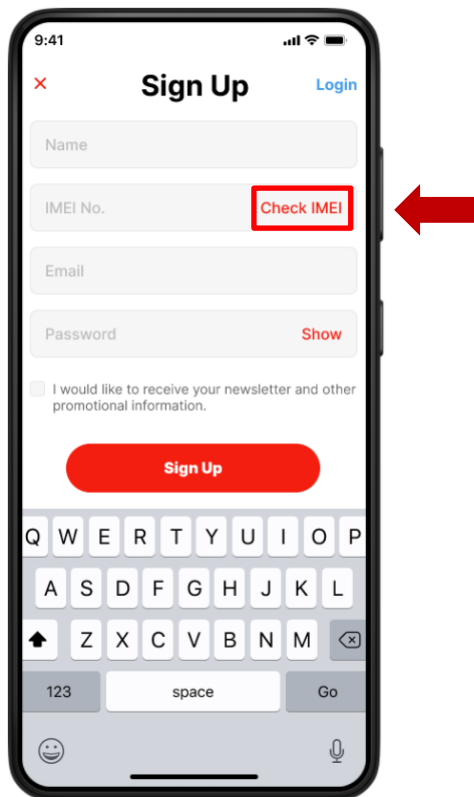 9:41
Sign Up
Login
Name
IMEI No.
Check IMEI
Email
Password
Show
I would like to receive your newsletter and other
promotional information.
Sign Up
Q W E R T Y U I O P
A S D F G H J K L
Z X C V B N M
123 space Go